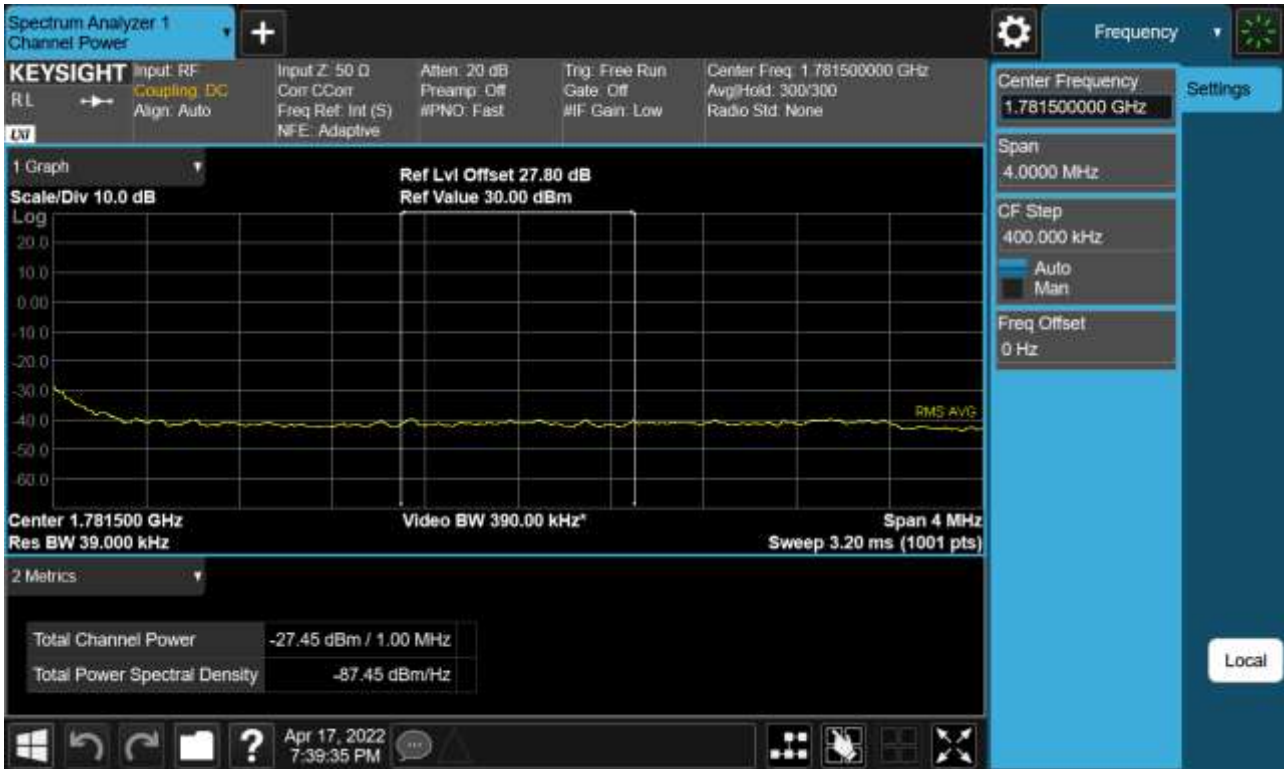 Spectrum Analyzer 1
Channel Power
+
Frequency
KEYSIGHT
RL
LXI
Input: RF
Coupling: DC
Align: Auto
Input Z: 50 Ω
Corr CCorr
Freq Ref: Int (S)
NFE: Adaptive
Atten: 20 dB
Preamp: Off
#PNO: Fast
Trig: Free Run
Gate: Off
#IF Gain: Low
Center Freq: 1.781500000 GHz
Avg|Hold: 300/300
Radio Std: None
Center Frequency
1.781500000 GHz
Settings
Span
4.0000 MHz
CF Step
400.000 kHz
Auto
Man
Freq Offset
0 Hz
1 Graph
Scale/Div 10.0 dB
Ref Lvl Offset 27.80 dB
Ref Value 30.00 dBm
Log
20.0
10.0
0.00
-10.0
-20.0
-30.0
-40.0
-50.0
-60.0
RMS AVG
Center 1.781500 GHz
Video BW 390.00 kHz*
Span 4 MHz
Res BW 39.000 kHz
Sweep 3.20 ms (1001 pts)
2 Metrics
Total Channel Power -27.45 dBm / 1.00 MHz
Total Power Spectral Density -87.45 dBm/Hz
Local
?
Apr 17, 2022
7:39:35 PM